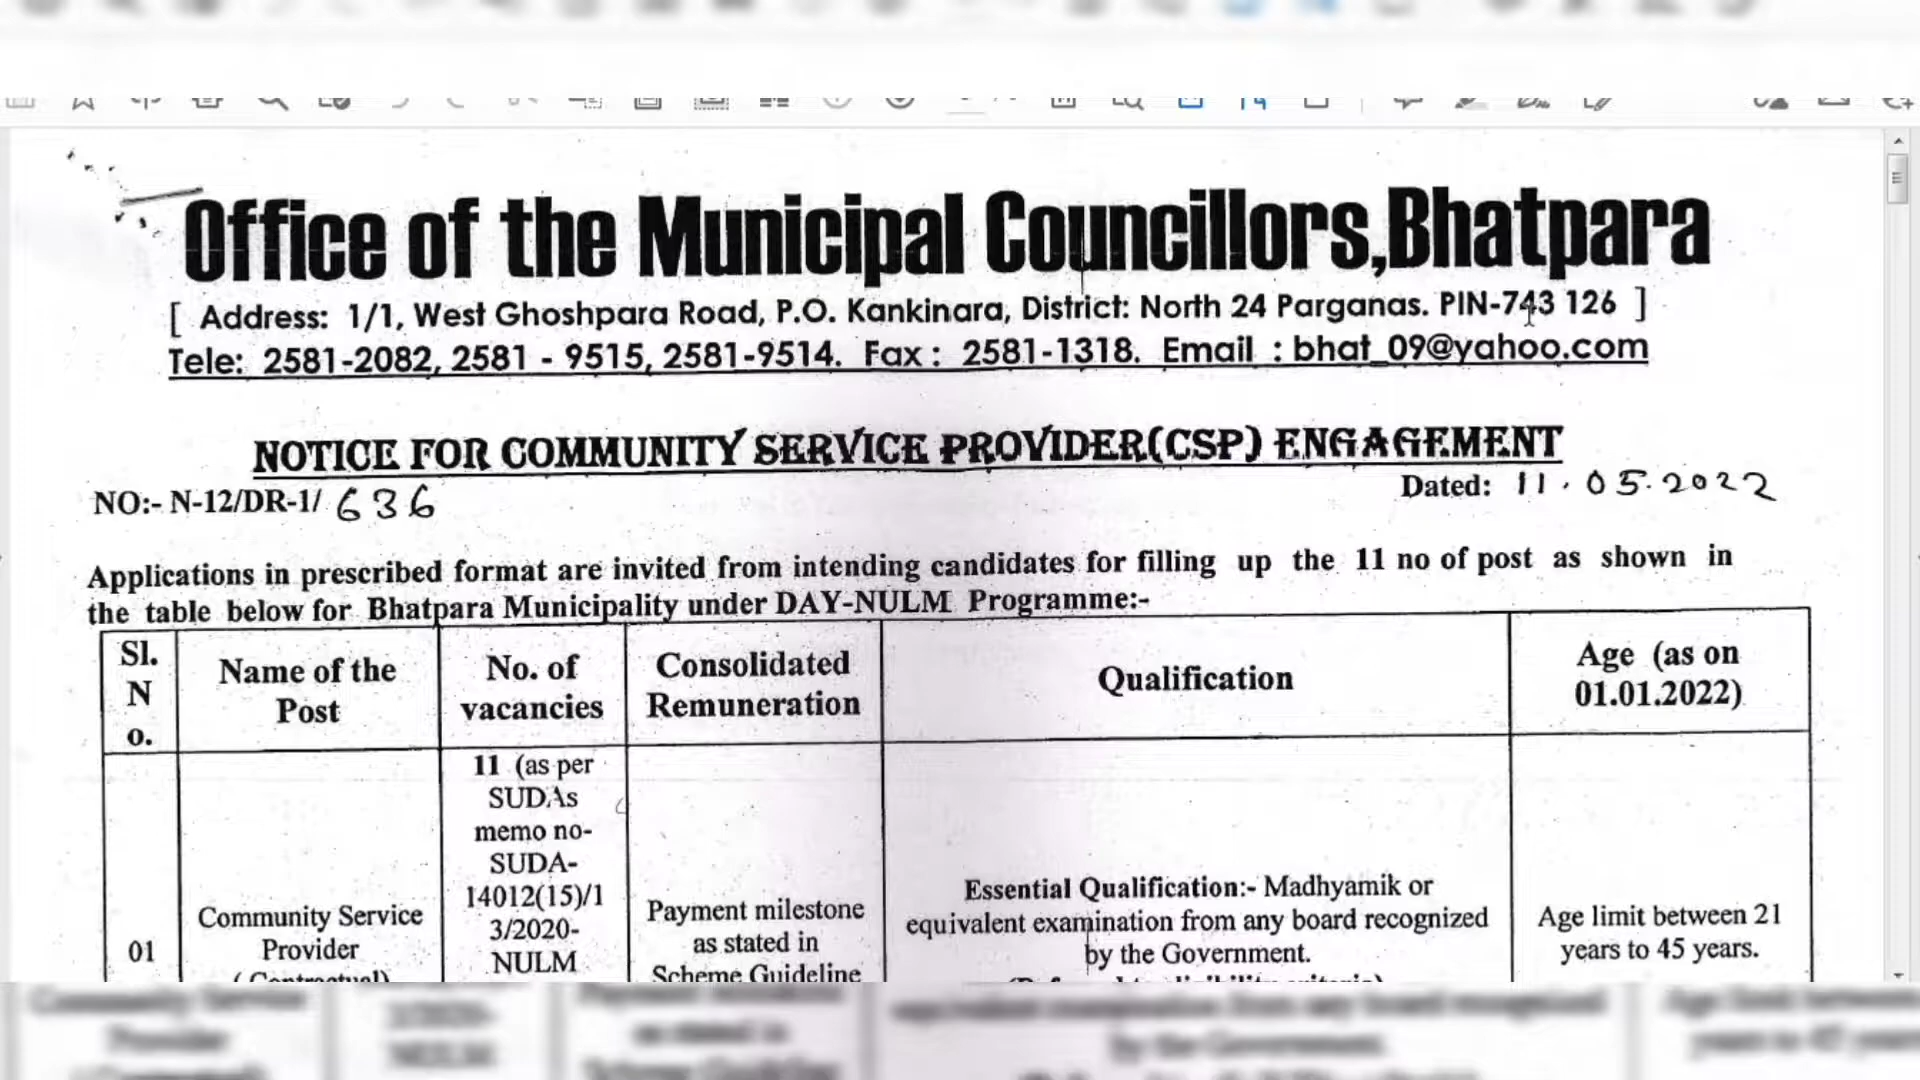 Office of the Municipal Councillors,Bhatpara
[ Address: 1/1, West Ghoshpara Road, P.O. Kankinara, District: North 24 Parganas. PIN-743 126 ]
Tele: 2581-2082, 2581 - 9515, 2581-9514. Fax : 2581-1318. Email : bhat_09@yahoo.com
NOTICE FOR COMMUNITY SERVICE PROVIDER(CSP) ENGAGEMENT
NO:- N-12/DR-1/ 636
Dated: 11.05.2022
Applications in prescribed format are invited from intending candidates for filling up the 11 no of post as shown in
the table below for Bhatpara Municipality under DAY-NULM Programme:-
Sl.
N
o.
Name of the
Post
No. of
vacancies
Consolidated
Remuneration
Qualification
Age (as on
01.01.2022)
01
Community Service
Provider
(Contractual)
11 (as per
SUDAs
memo no-
SUDA-
14012(15)/1
3/2020-
NULM
Payment milestone
as stated in
Scheme Guideline
Essential Qualification:- Madhyamik or
equivalent examination from any board recognized
by the Government.
Age limit between 21
years to 45 years.